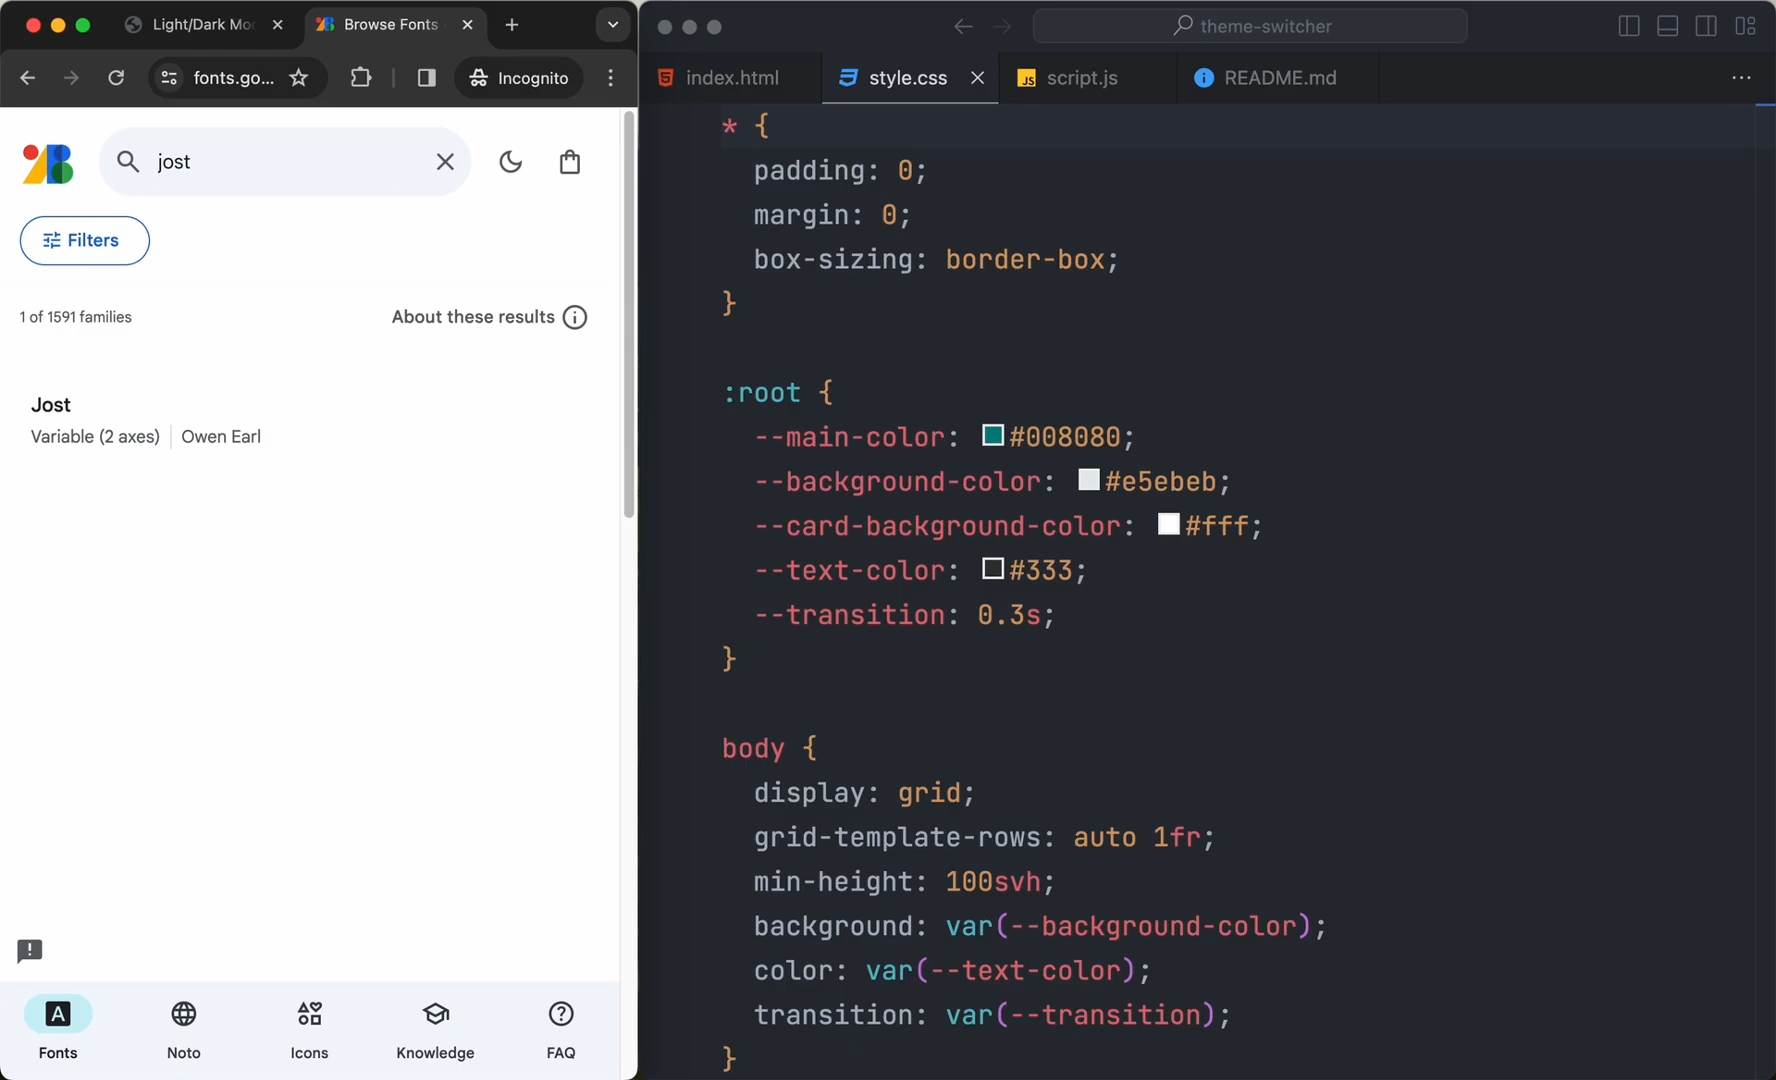 Light/Dark Mo
Browse Fonts
fonts.go...
Incognito
jost
Filters
1 of 1591 families
About these results
Jost
Variable (2 axes)
Owen Earl
A
Fonts
Noto
Icons
Knowledge
FAQ
theme-switcher
index.html
style.css
JS script.js
README.md
* {
padding: 0;
margin: 0;
box-sizing: border-box;
}
:root {
--main-color: #008080;
--background-color: #e5ebeb;
--card-background-color: #fff;
--text-color: #333;
--transition: 0.3s;
}
body {
display: grid;
grid-template-rows: auto 1fr;
min-height: 100svh;
background: var(--background-color);
color: var(--text-color);
transition: var(--transition);
}